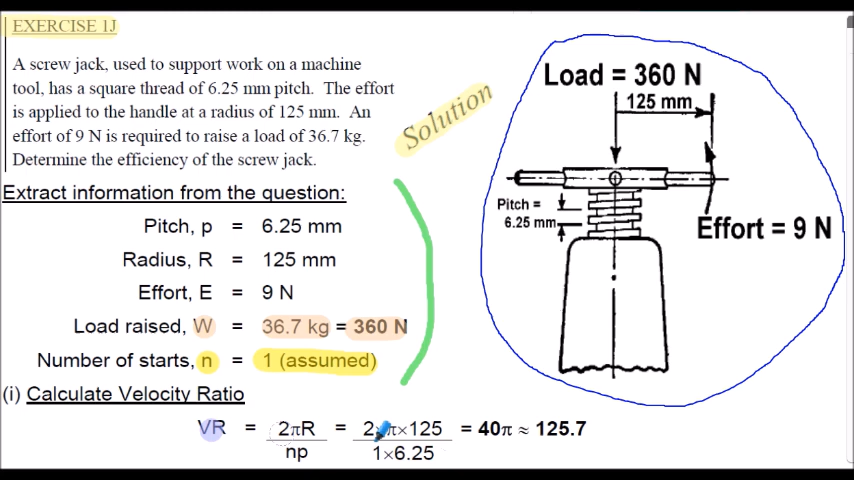 EXERCISE 1J
A screw jack, used to support work on a machine
tool, has a square thread of 6.25 mm pitch. The effort
is applied to the handle at a radius of 125 mm. An
effort of 9 N is required to raise a load of 36.7 kg.
Determine the efficiency of the screw jack.
Solution
Extract information from the question:
Pitch, p = 6.25 mm
Radius, R = 125 mm
Effort, E = 9 N
Load raised, W = 36.7 kg = 360 N
Number of starts, n = 1 (assumed)
(i) Calculate Velocity Ratio
VR = 2πR = 2×π×125 = 40π ≈ 125.7
np 1×6.25
Load = 360 N
125 mm
Pitch =
6.25 mm
Effort = 9 N